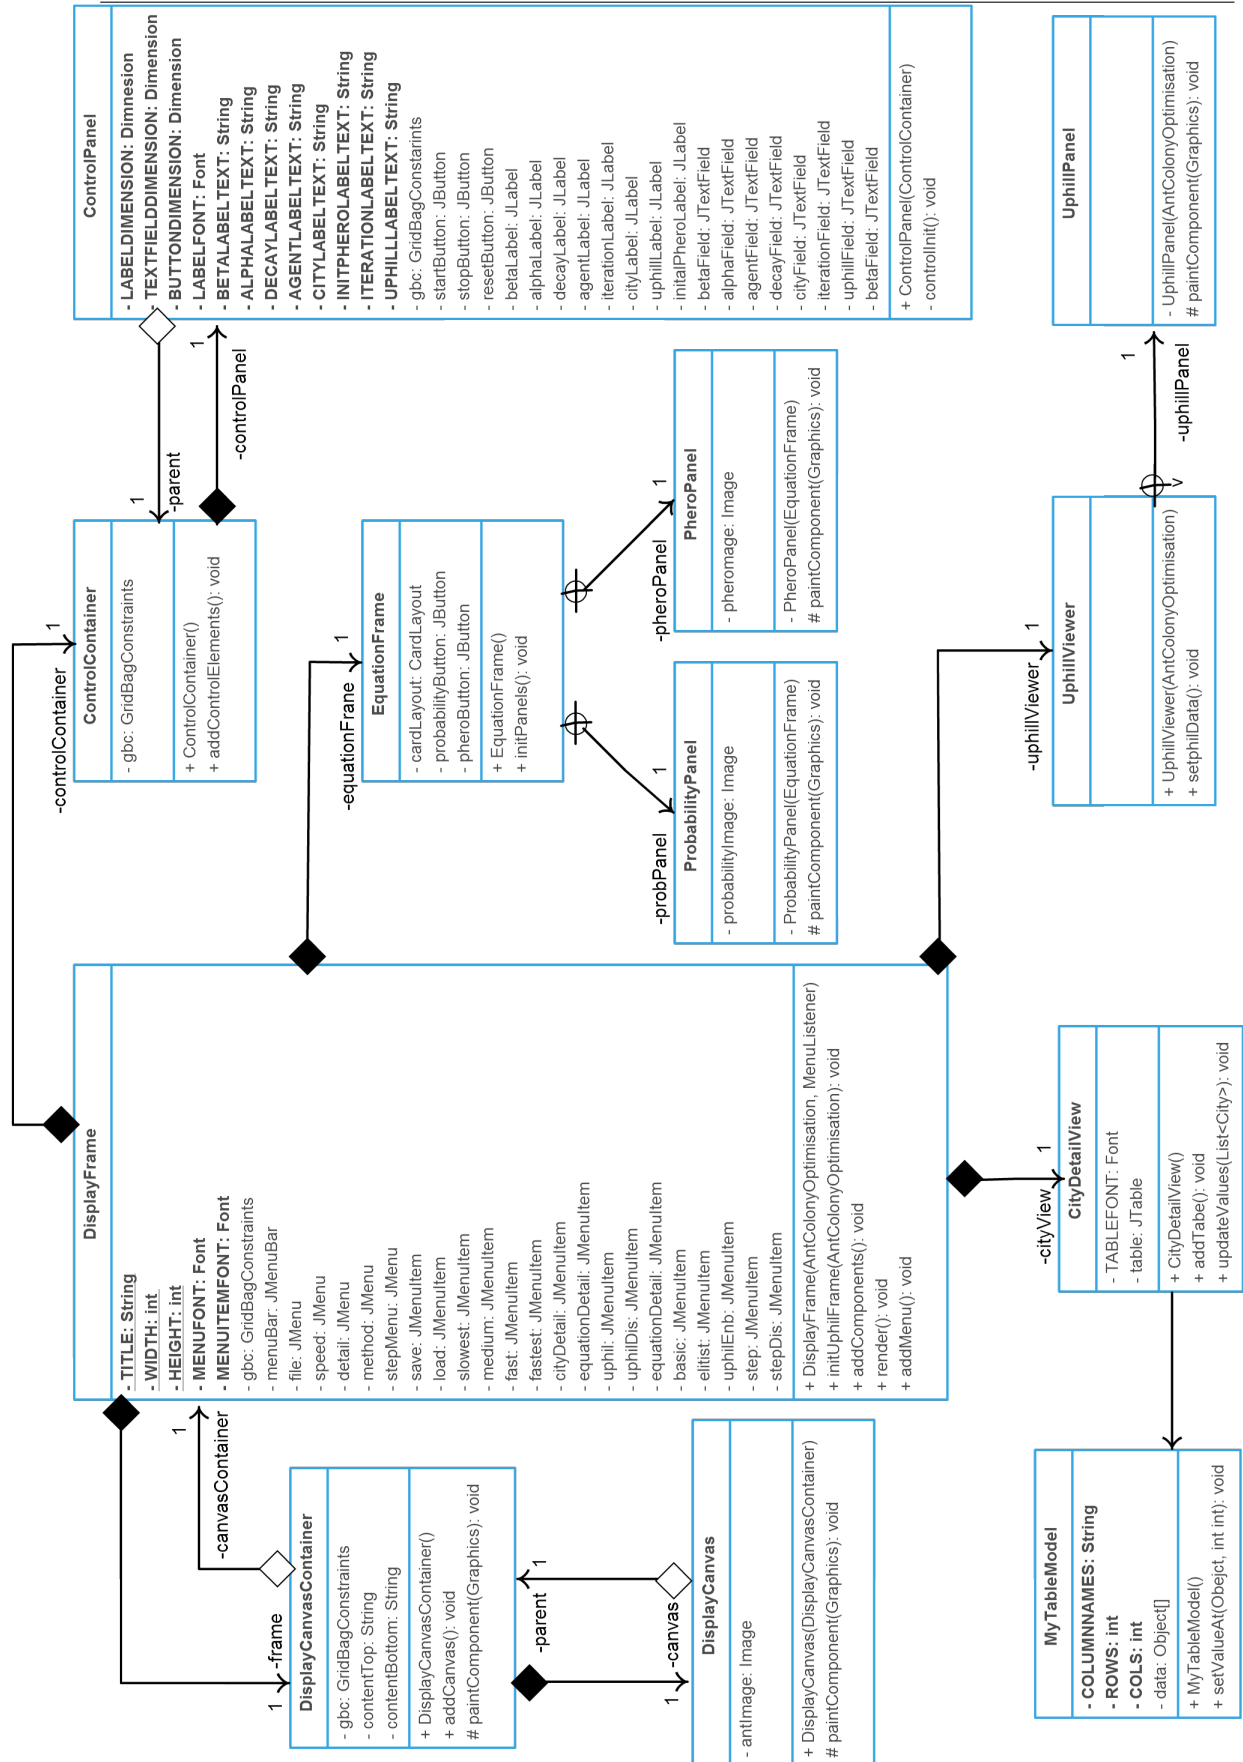 ControlPanel
- LABELDIMENSION: Dimnesion
- TEXTFIELDDIMENSION: Dimension
- BUTTONDIMENSION: Dimension
- LABELFONT: Font
- BETALABELTEXT: String
- ALPHALABELTEXT: String
- DECAYLABELTEXT: String
- AGENTLABELTEXT: String
- CITYLABELTEXT: String
- INITPHEROLABELTEXT: String
- ITERATIONLABELTEXT: String
- UPHILLLABELTEXT: String
- gbc: GridBagConstarints
- startButton: JButton
- stopButton: JButton
- resetButton: JButton
- betaLabel: JLabel
- alphaLabel: JLabel
- decayLabel: JLabel
- agentLabel: JLabel
- iterationLabel: JLabel
- cityLabel: JLabel
- uphillLabel: JLabel
- initalPheroLabel: JLabel
- betaField: JTextField
- alphaField: JTextField
- agentField: JTextField
- decayField: JTextField
- cityField: JTextField
- iterationField: JTextField
- uphillField: JTextField
- betaField: JTextField
+ ControlPanel(ControlContainer)
- controlInit(): void
UphillPanel
- UphillPanel(AntColonyOptimisation)
# paintComponent(Graphics): void
1
-parent
1
-controlPanel
1
-uphillPanel
ControlContainer
- gbc: GridBagConstraints
+ ControlContainer()
+ addControlElements(): void
1
-controlContainer
EquationFrame
- cardLayout: CardLayout
- probabilityButton: JButton
- pheroButton: JButton
+ EquationFrame()
+ initPanels(): void
1
-equationFrane
PheroPanel
- pheromage: Image
- PheroPanel(EquationFrame)
# paintComponent(Graphics): void
1
-pheroPanel
ProbabilityPanel
- probabilityImage: Image
- ProbabilityPanel(EquationFrame)
# paintComponent(Graphics): void
1
-probPanel
UphillViewer
+ UphillViewer(AntColonyOptimisation)
+ setphilData(): void
1
-uphillViewer
v
DisplayFrame
- TITLE: String
- WIDTH: int
- HEIGHT: int
- MENUFONT: Font
- MENUITEMFONT: Font
- gbc: GridBagConstraints
- menuBar: JMenuBar
- file: JMenu
- speed: JMenu
- detail: JMenu
- method: JMenu
- stepMenu: JMenu
- save: JMenuItem
- load: JMenuItem
- slowest: JMenuItem
- medium: JMenuItem
- fast: JMenuItem
- fastest: JMenuItem
- cityDetail: JMenuItem
- equationDetail: JMenuItem
- uphil: JMenuItem
- uphilDis: JMenuItem
- equationDetail: JMenuItem
- basic: JMenuItem
- elitist: JMenuItem
- uphilEnb: JMenuItem
- step: JMenuItem
- stepDis: JMenuItem
+ DisplayFrame(AntColonyOptimisation, MenuListener)
+ initUphilFrame(AntColonyOptimisation): void
+ addComponents(): void
+ render(): void
+ addMenu(): void
CityDetailView
- TABLEFONT: Font
- table: JTable
+ CityDetailView()
+ addTabe(): void
+ updateValues(List<City>): void
1
-cityView
1
-canvasContainer
1
-frame
DisplayCanvasContainer
- gbc: GridBagConstraints
- contentTop: String
- contentBottom: String
+ DisplayCanvasContainer()
+ addCanvas(): void
# paintComponent(Graphics): void
1
-parent
1
-canvas
DisplayCanvas
- antImage: Image
+ DisplayCanvas(DisplayCanvasContainer)
# paintComponent(Graphics): void
MyTableModel
- COLUMNNAMES: String
- ROWS: int
- COLS: int
- data: Object[]
+ MyTableModel()
+ setValueAt(Obejct, int int): void